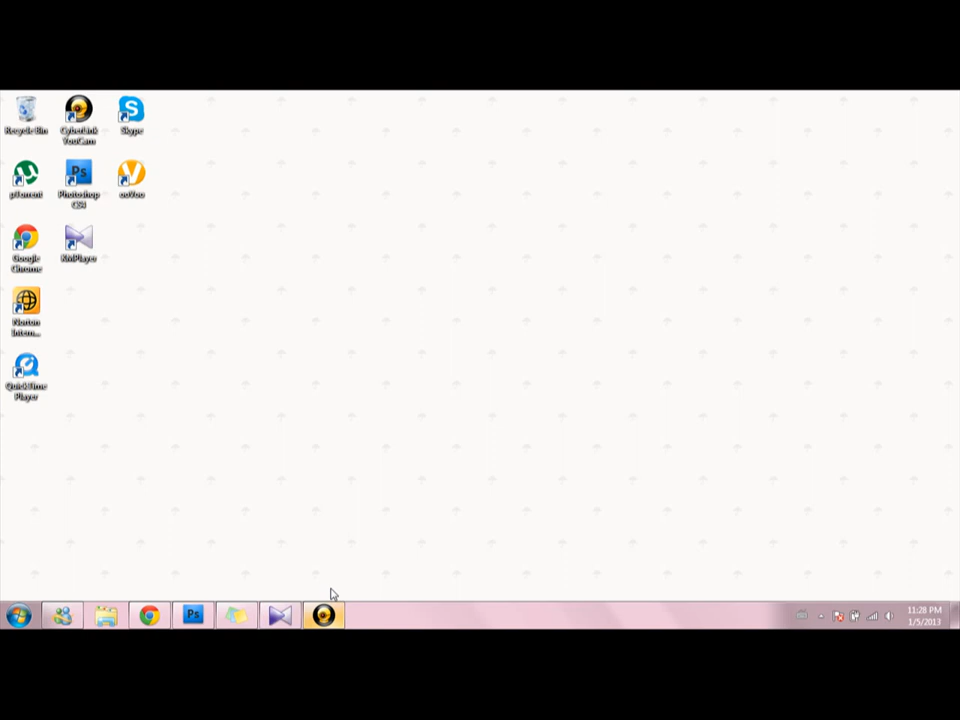 Recycle Bin
CyberLink
YouCam
Skype
µTorrent
Photoshop
CS4
ooVoo
Google
Chrome
KMPlayer
Norton
Intern...
QuickTime
Player
Ps
11:28 PM
1/5/2013